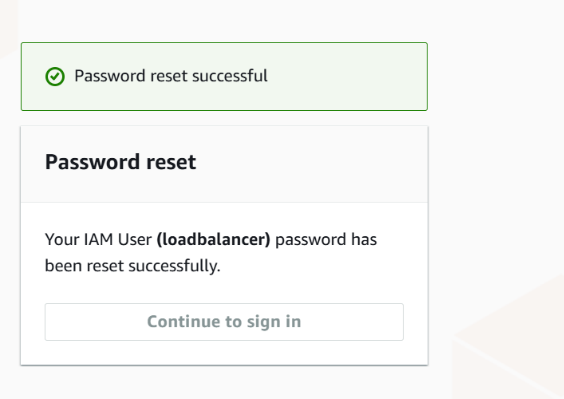 Password reset successful
Password reset
Your IAM User (loadbalancer) password has
been reset successfully.
Continue to sign in